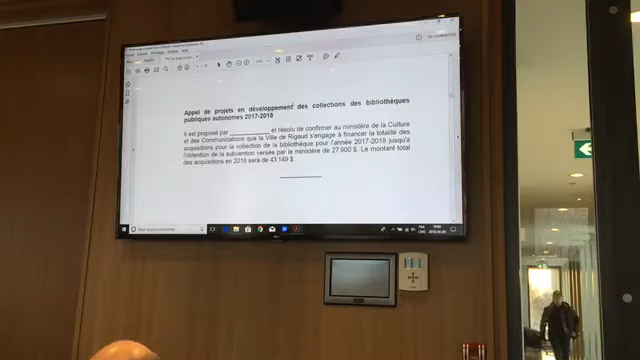 Appel de projets en développement des collections des bibliothèques
publiques autonomes 2017-2018
Il est proposé par ____________ et résolu de confirmer au ministère de la Culture
et des Communications que la Ville de Rigaud s'engage à financer la totalité des
acquisitions pour la collection de la bibliothèque pour l'année 2017-2018 jusqu'à
l'obtention de la subvention versée par le ministère de 27 900 $. Le montant total
des acquisitions en 2018 sera de 43 149 $.